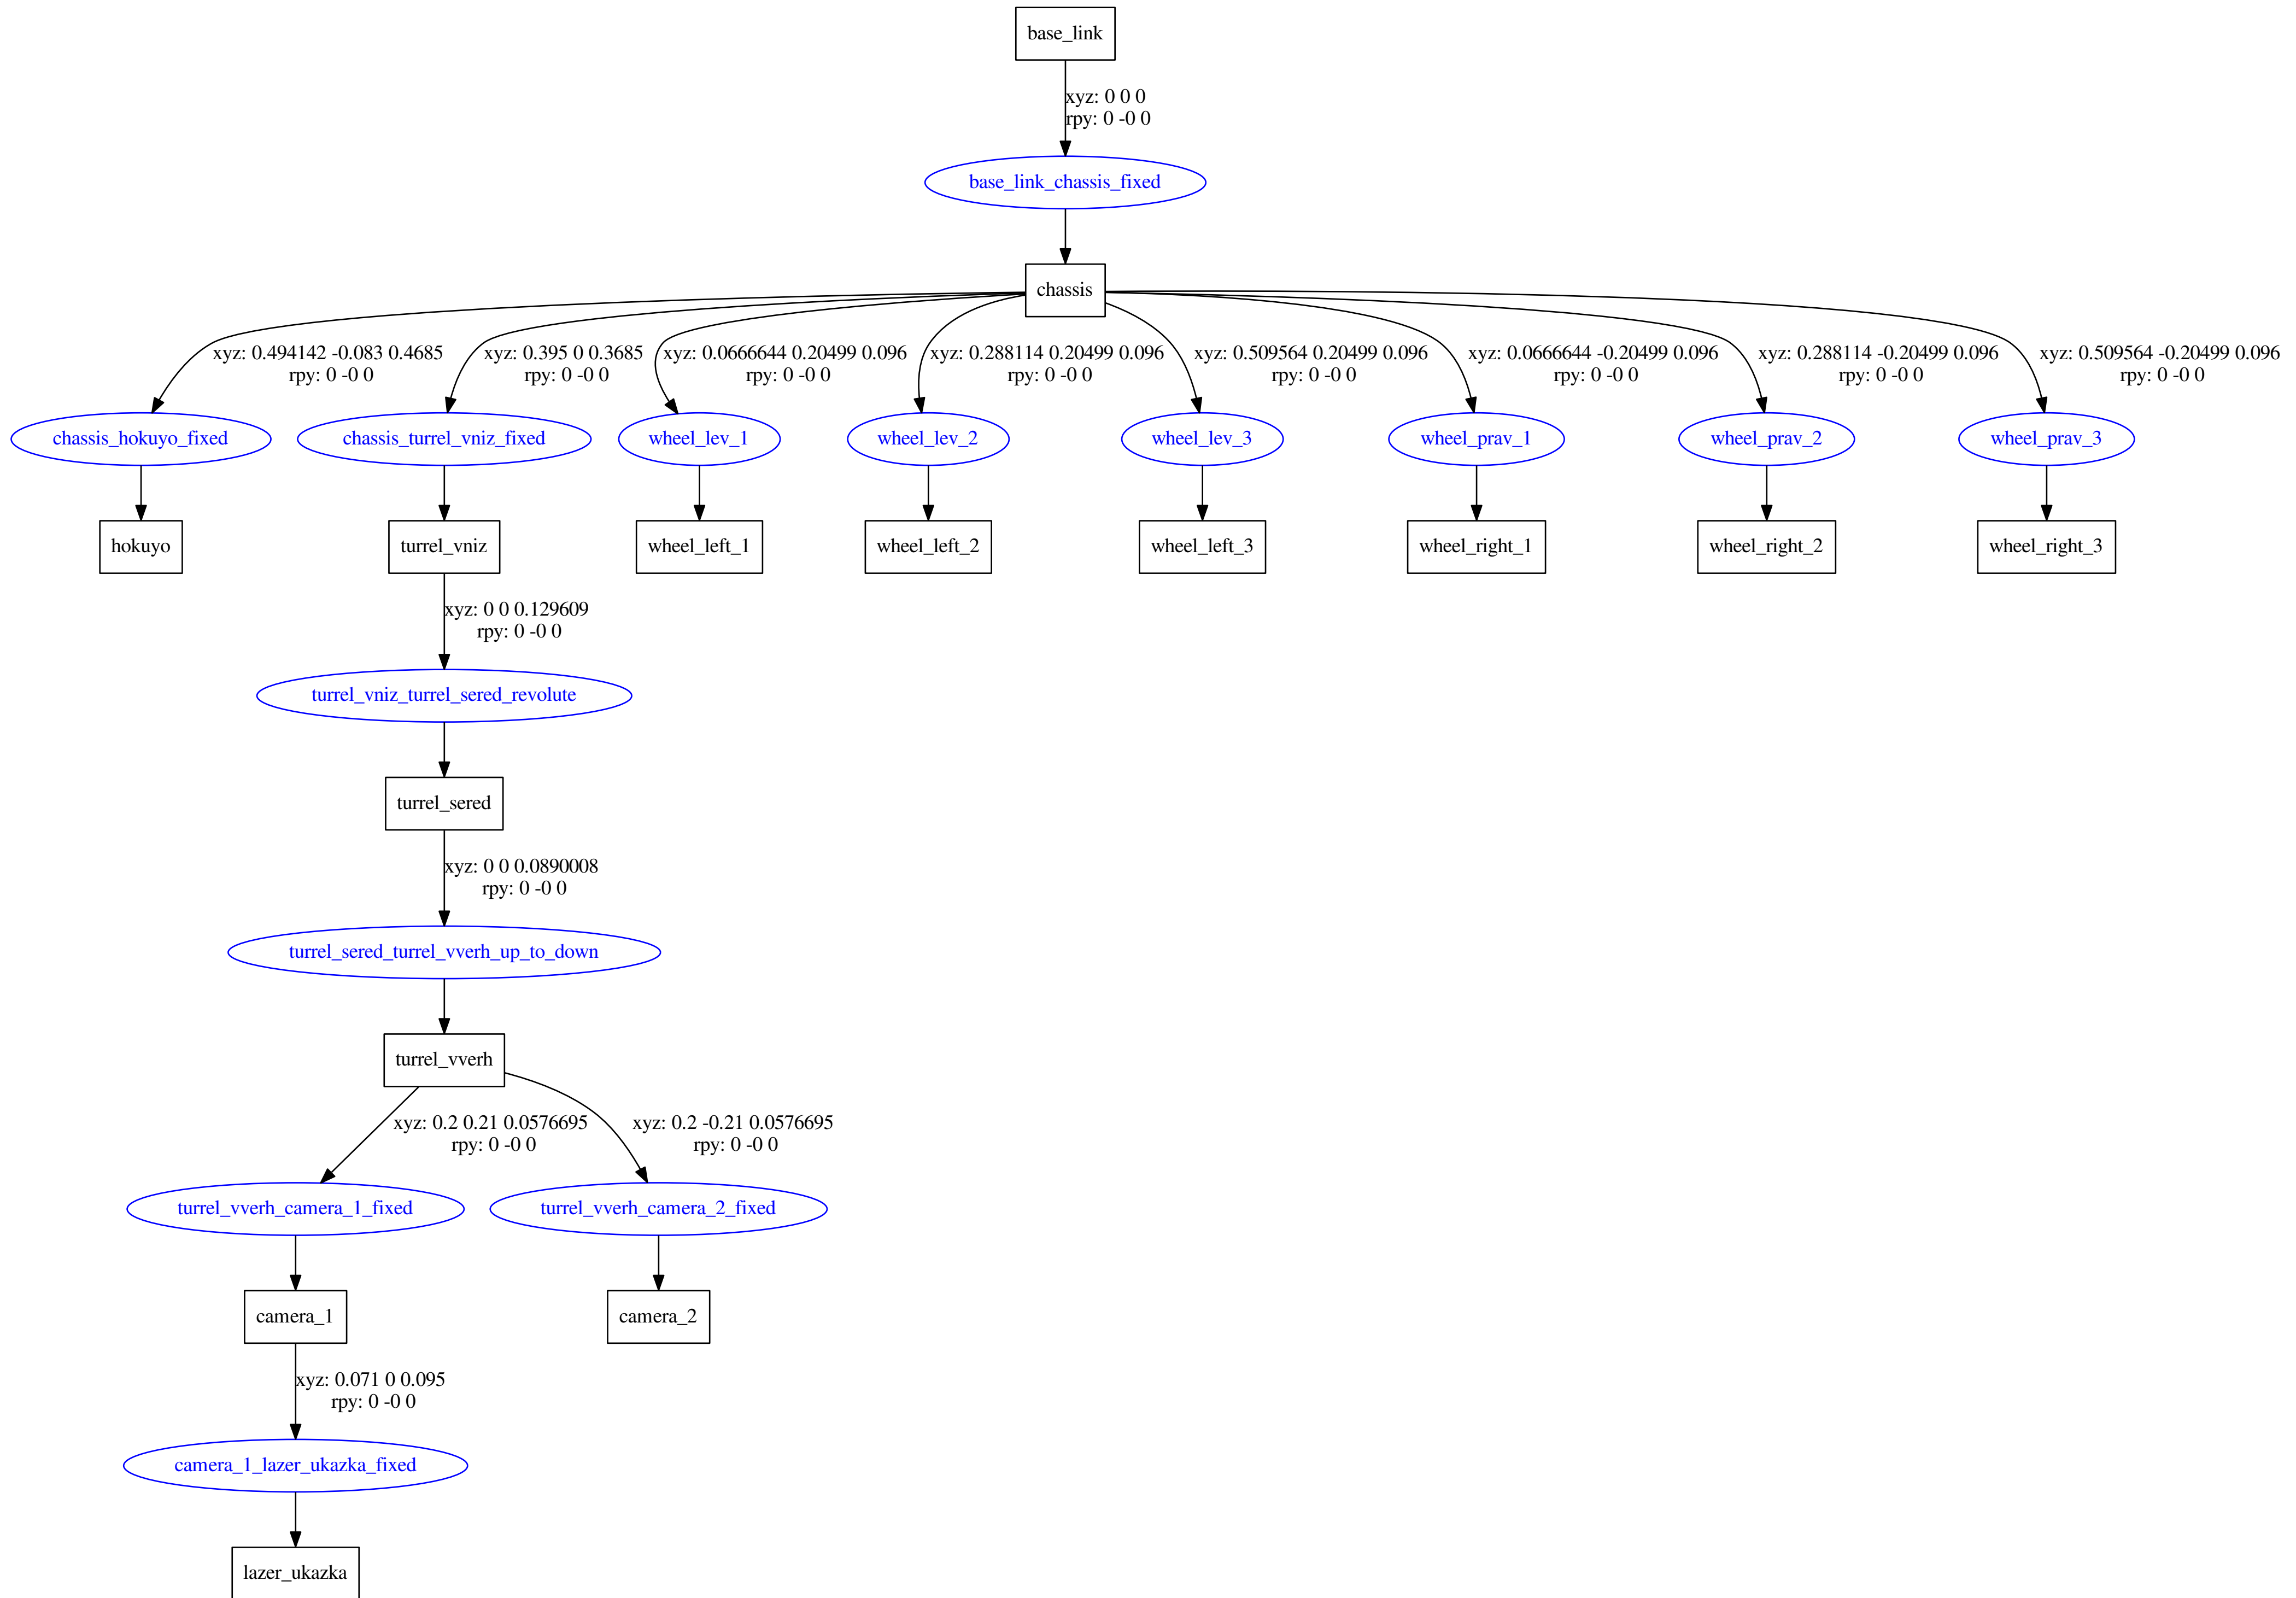 base_link
xyz: 0 0 0
rpy: 0 -0 0
base_link_chassis_fixed
chassis
xyz: 0.494142 -0.083 0.4685
rpy: 0 -0 0
xyz: 0.395 0 0.3685
rpy: 0 -0 0
xyz: 0.0666644 0.20499 0.096
rpy: 0 -0 0
xyz: 0.288114 0.20499 0.096
rpy: 0 -0 0
xyz: 0.509564 0.20499 0.096
rpy: 0 -0 0
xyz: 0.0666644 -0.20499 0.096
rpy: 0 -0 0
xyz: 0.288114 -0.20499 0.096
rpy: 0 -0 0
xyz: 0.509564 -0.20499 0.096
rpy: 0 -0 0
chassis_hokuyo_fixed
chassis_turrel_vniz_fixed
wheel_lev_1
wheel_lev_2
wheel_lev_3
wheel_prav_1
wheel_prav_2
wheel_prav_3
hokuyo
turrel_vniz
wheel_left_1
wheel_left_2
wheel_left_3
wheel_right_1
wheel_right_2
wheel_right_3
xyz: 0 0 0.129609
rpy: 0 -0 0
turrel_vniz_turrel_sered_revolute
turrel_sered
xyz: 0 0 0.0890008
rpy: 0 -0 0
turrel_sered_turrel_vverh_up_to_down
turrel_vverh
xyz: 0.2 0.21 0.0576695
rpy: 0 -0 0
xyz: 0.2 -0.21 0.0576695
rpy: 0 -0 0
turrel_vverh_camera_1_fixed
turrel_vverh_camera_2_fixed
camera_1
camera_2
xyz: 0.071 0 0.095
rpy: 0 -0 0
camera_1_lazer_ukazka_fixed
lazer_ukazka